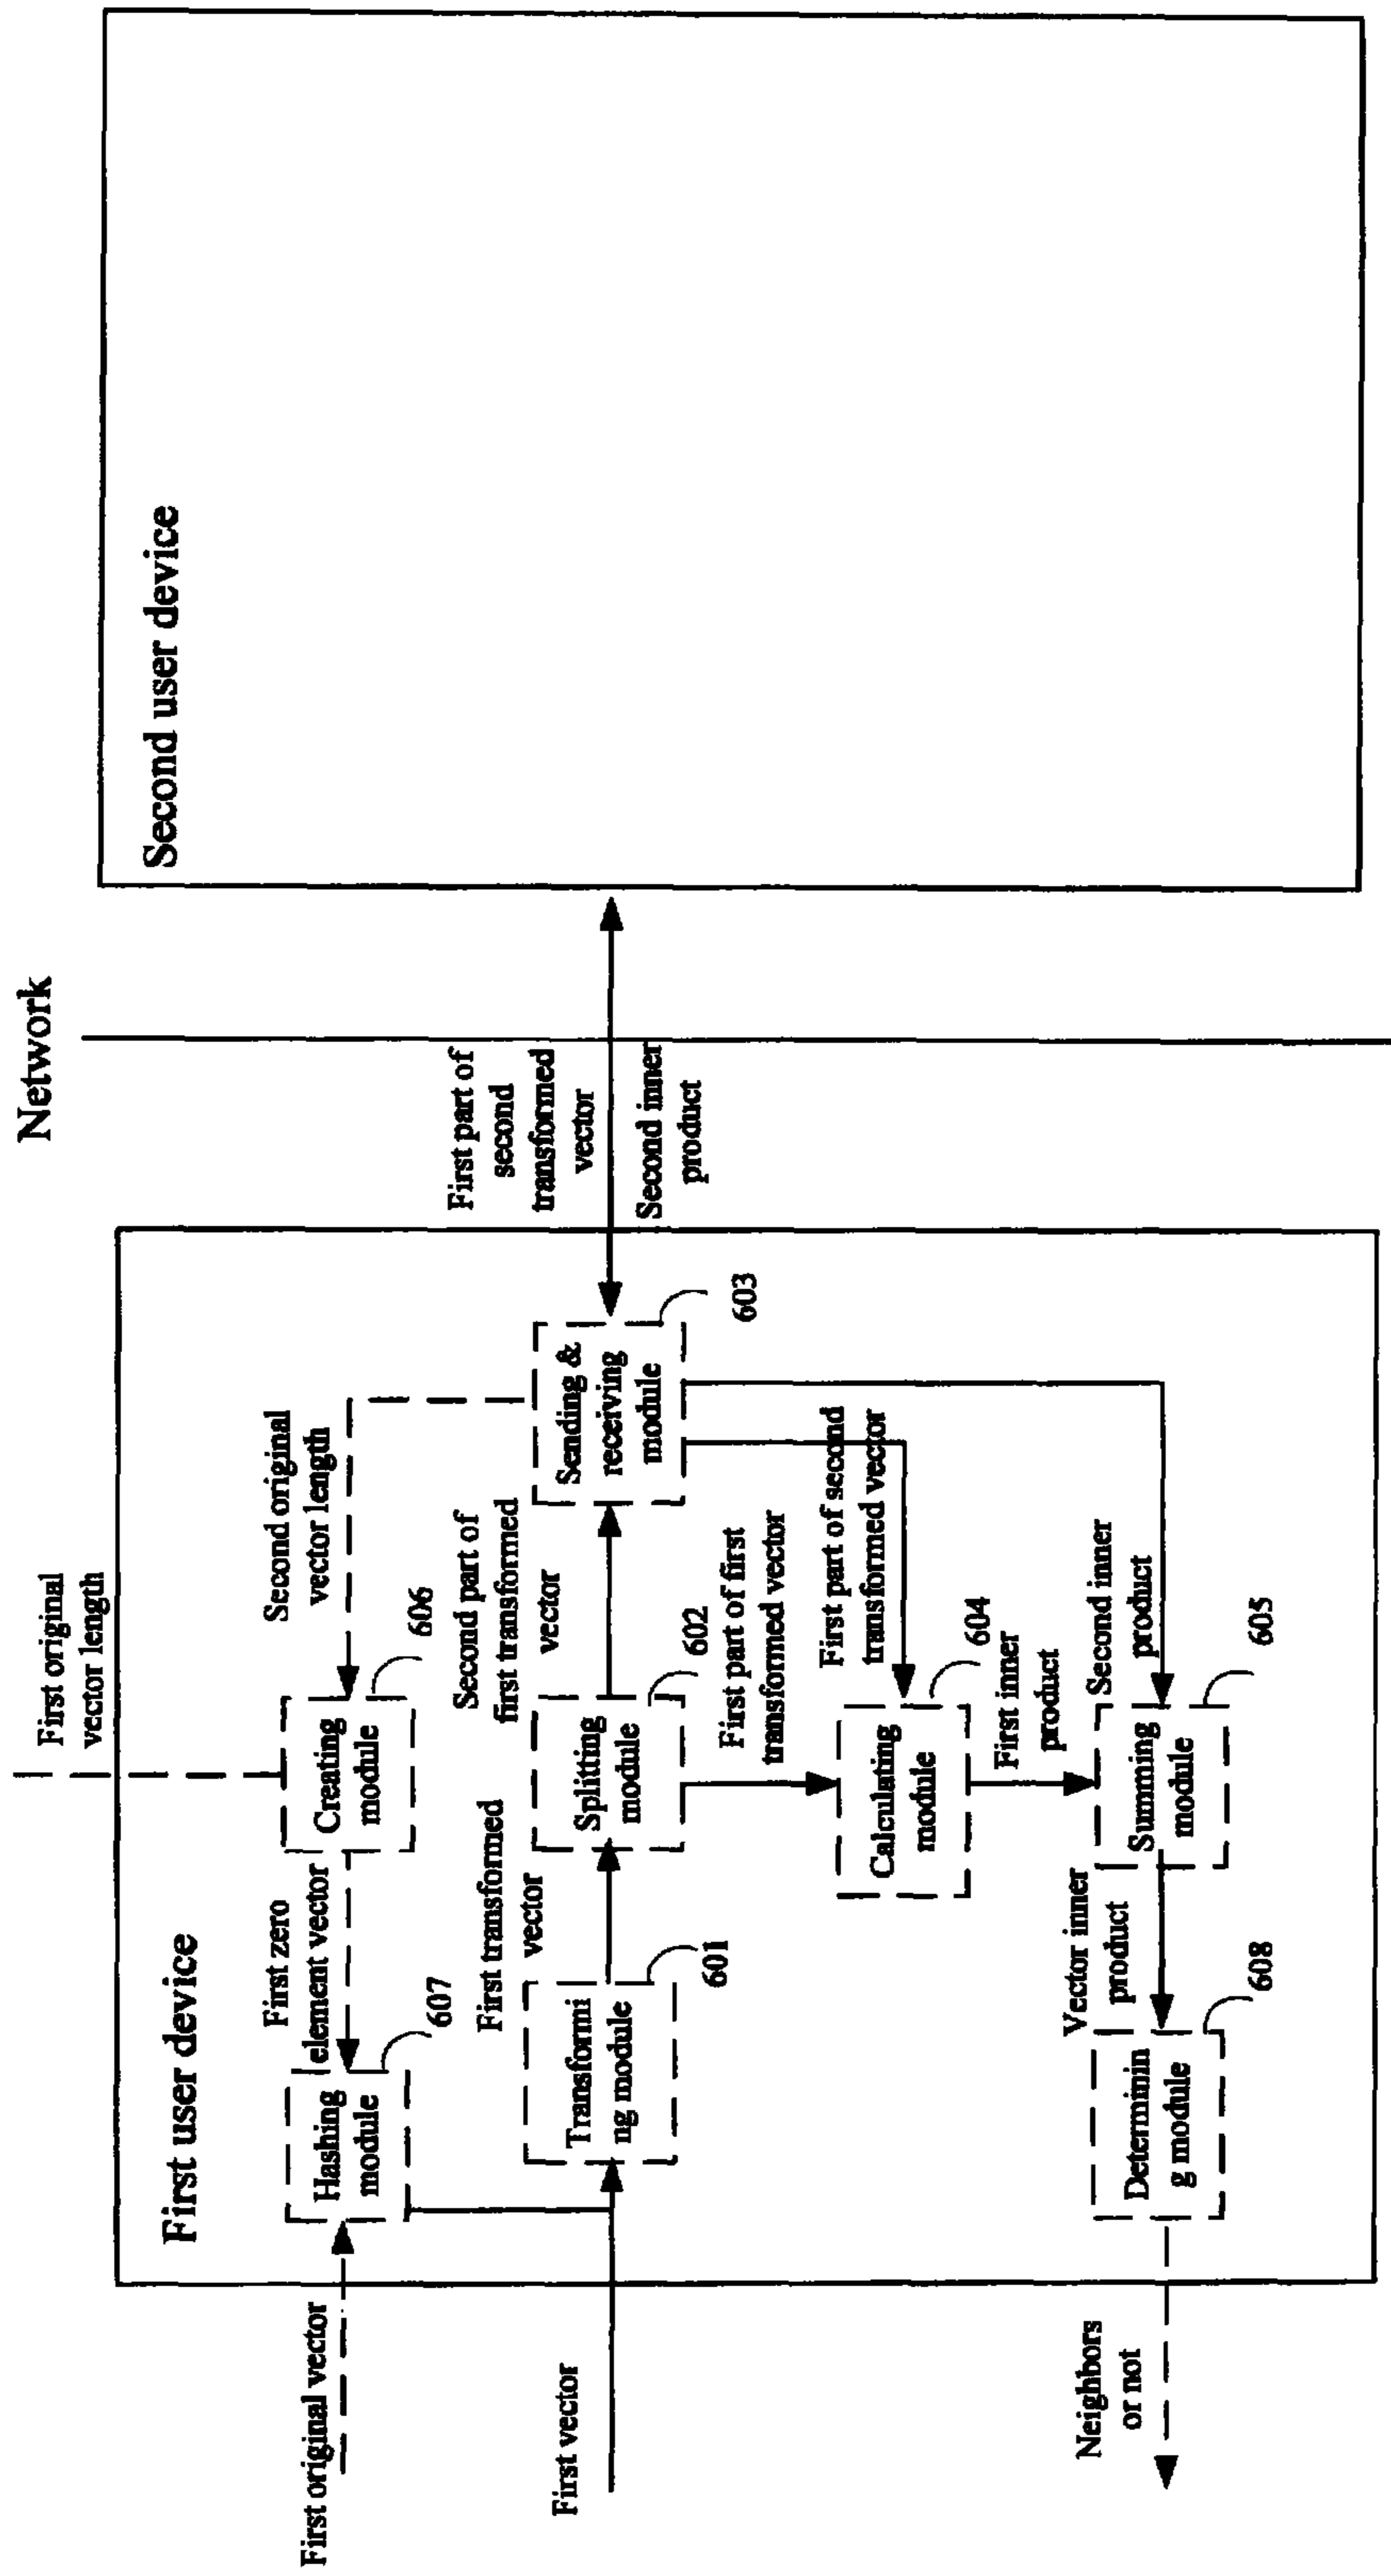 Network
First user device
Second user device
First original
vector length
First original vector
Hashing
module
607
First zero
element vector
Creating
module
606
Second original
vector length
First vector
Transformi
ng module
601
First transformed
vector
Splitting
module
602
Second part of
first transformed
vector
Sending &
receiving
module
603
First part of
second
transformed
vector
Second inner
product
First part of first
transformed vector
First part of second
transformed vector
Calculating
module
604
First inner
product
Second inner
product
Summing
module
605
Vector inner
product
Determinin
g module
608
Neighbors
or not